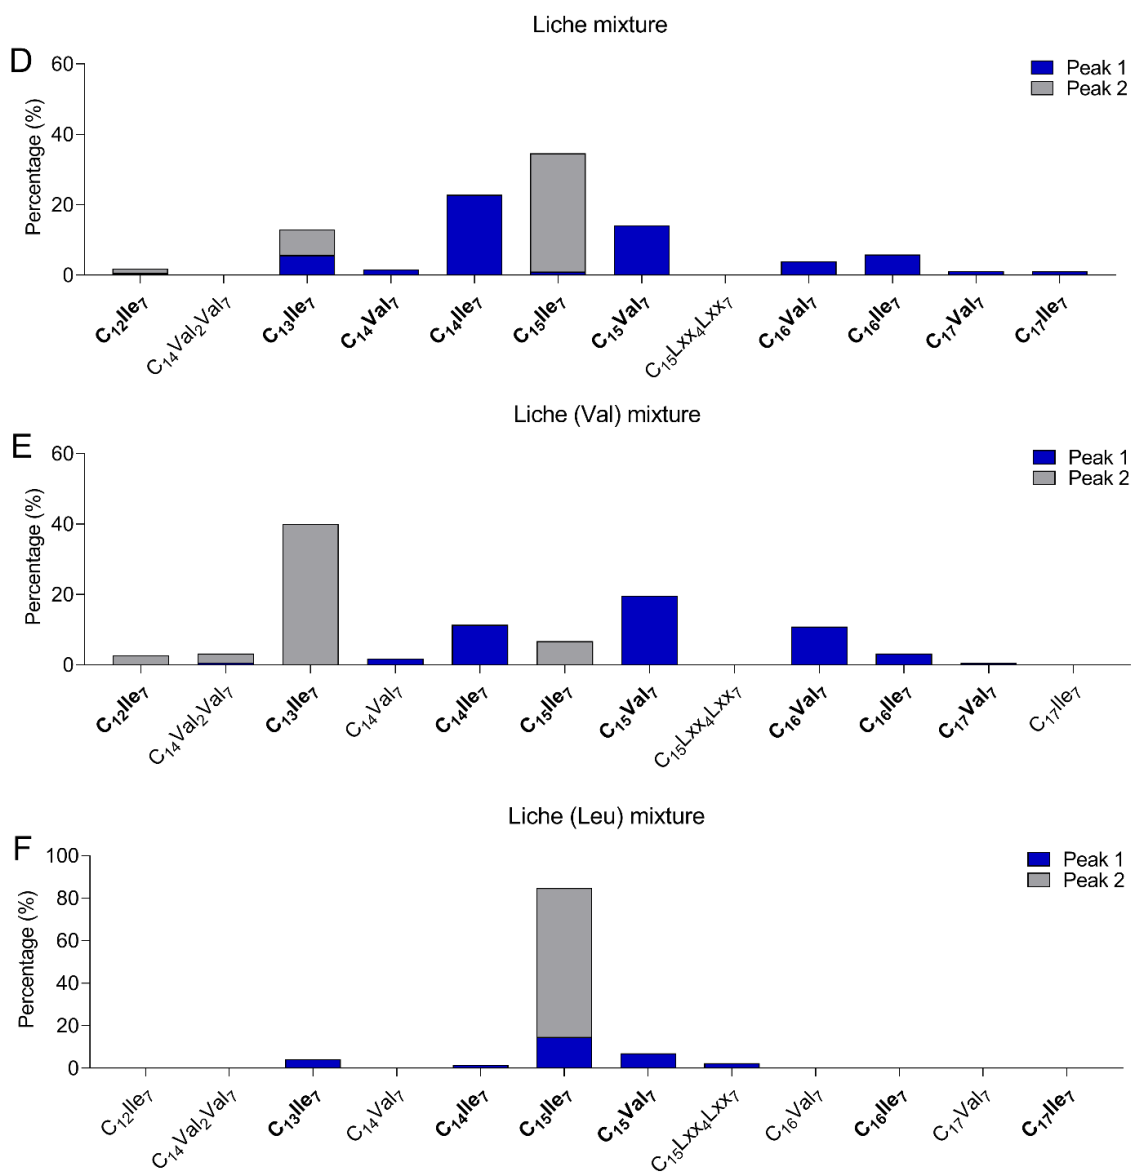 Liche mixture
D
Peak 1
Peak 2
Percentage (%)
60
40
20
0
C₁₂Ile₇
C₁₄Val₂Val₇
C₁₃Ile₇
C₁₄Val₇
C₁₄Ile₇
C₁₅Ile₇
C₁₅Val₇
C₁₅Lxx₄Lxx₇
C₁₆Val₇
C₁₆Ile₇
C₁₇Val₇
C₁₇Ile₇
Liche (Val) mixture
E
Peak 1
Peak 2
Percentage (%)
60
40
20
0
C₁₂Ile₇
C₁₄Val₂Val₇
C₁₃Ile₇
C₁₄Val₇
C₁₄Ile₇
C₁₅Ile₇
C₁₅Val₇
C₁₅Lxx₄Lxx₇
C₁₆Val₇
C₁₆Ile₇
C₁₇Val₇
C₁₇Ile₇
Liche (Leu) mixture
F
Peak 1
Peak 2
Percentage (%)
100
80
60
40
20
0
C₁₂Ile₇
C₁₄Val₂Val₇
C₁₃Ile₇
C₁₄Val₇
C₁₄Ile₇
C₁₅Ile₇
C₁₅Val₇
C₁₅Lxx₄Lxx₇
C₁₆Val₇
C₁₆Ile₇
C₁₇Val₇
C₁₇Ile₇